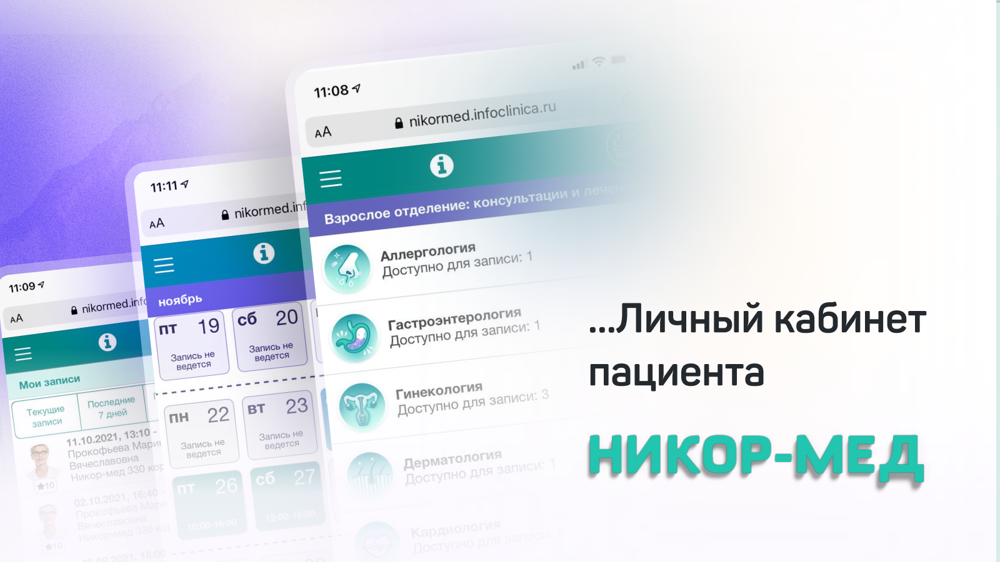 11:08
AA
nikormed.infoclinica.ru
Взрослое отделение: консультации и лечен
Аллергология
Доступно для записи: 1
Гастроэнтерология
Доступно для записи: 1
Гинекология
Доступно для записи: 3
Дерматология
Доступно для записи: 1
Кардиология
Доступно для записи: 2
11:11
AA
nikormed.inf
ноябрь
пт 19
Запись не
ведется
сб 20
Запись не
ведется
пн 22
Запись не
ведется
вт 23
Запись не
ведется
пт 26
10:00-16:00
сб 27
12:00-15:00
11:09
AA
nikormed.info
Мои записи
Текущие
записи
Последние
7 дней
11.10.2021, 13:10 -
Прокофьева Марин
Вячеславовна
Никор-мед 330 кор
★10
02.10.2021, 16:40 -
Прокофьева Мари
Вячеславовна
Никор-мед 330 кор
★10
...Личный кабинет
пациента
НИКОР-МЕД